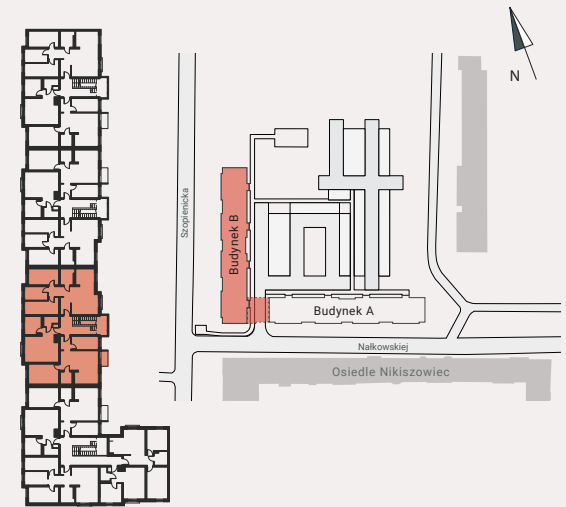 N
Szopienicka
Budynek B
Budynek A
Nałkowskiej
Osiedle Nikiszowiec